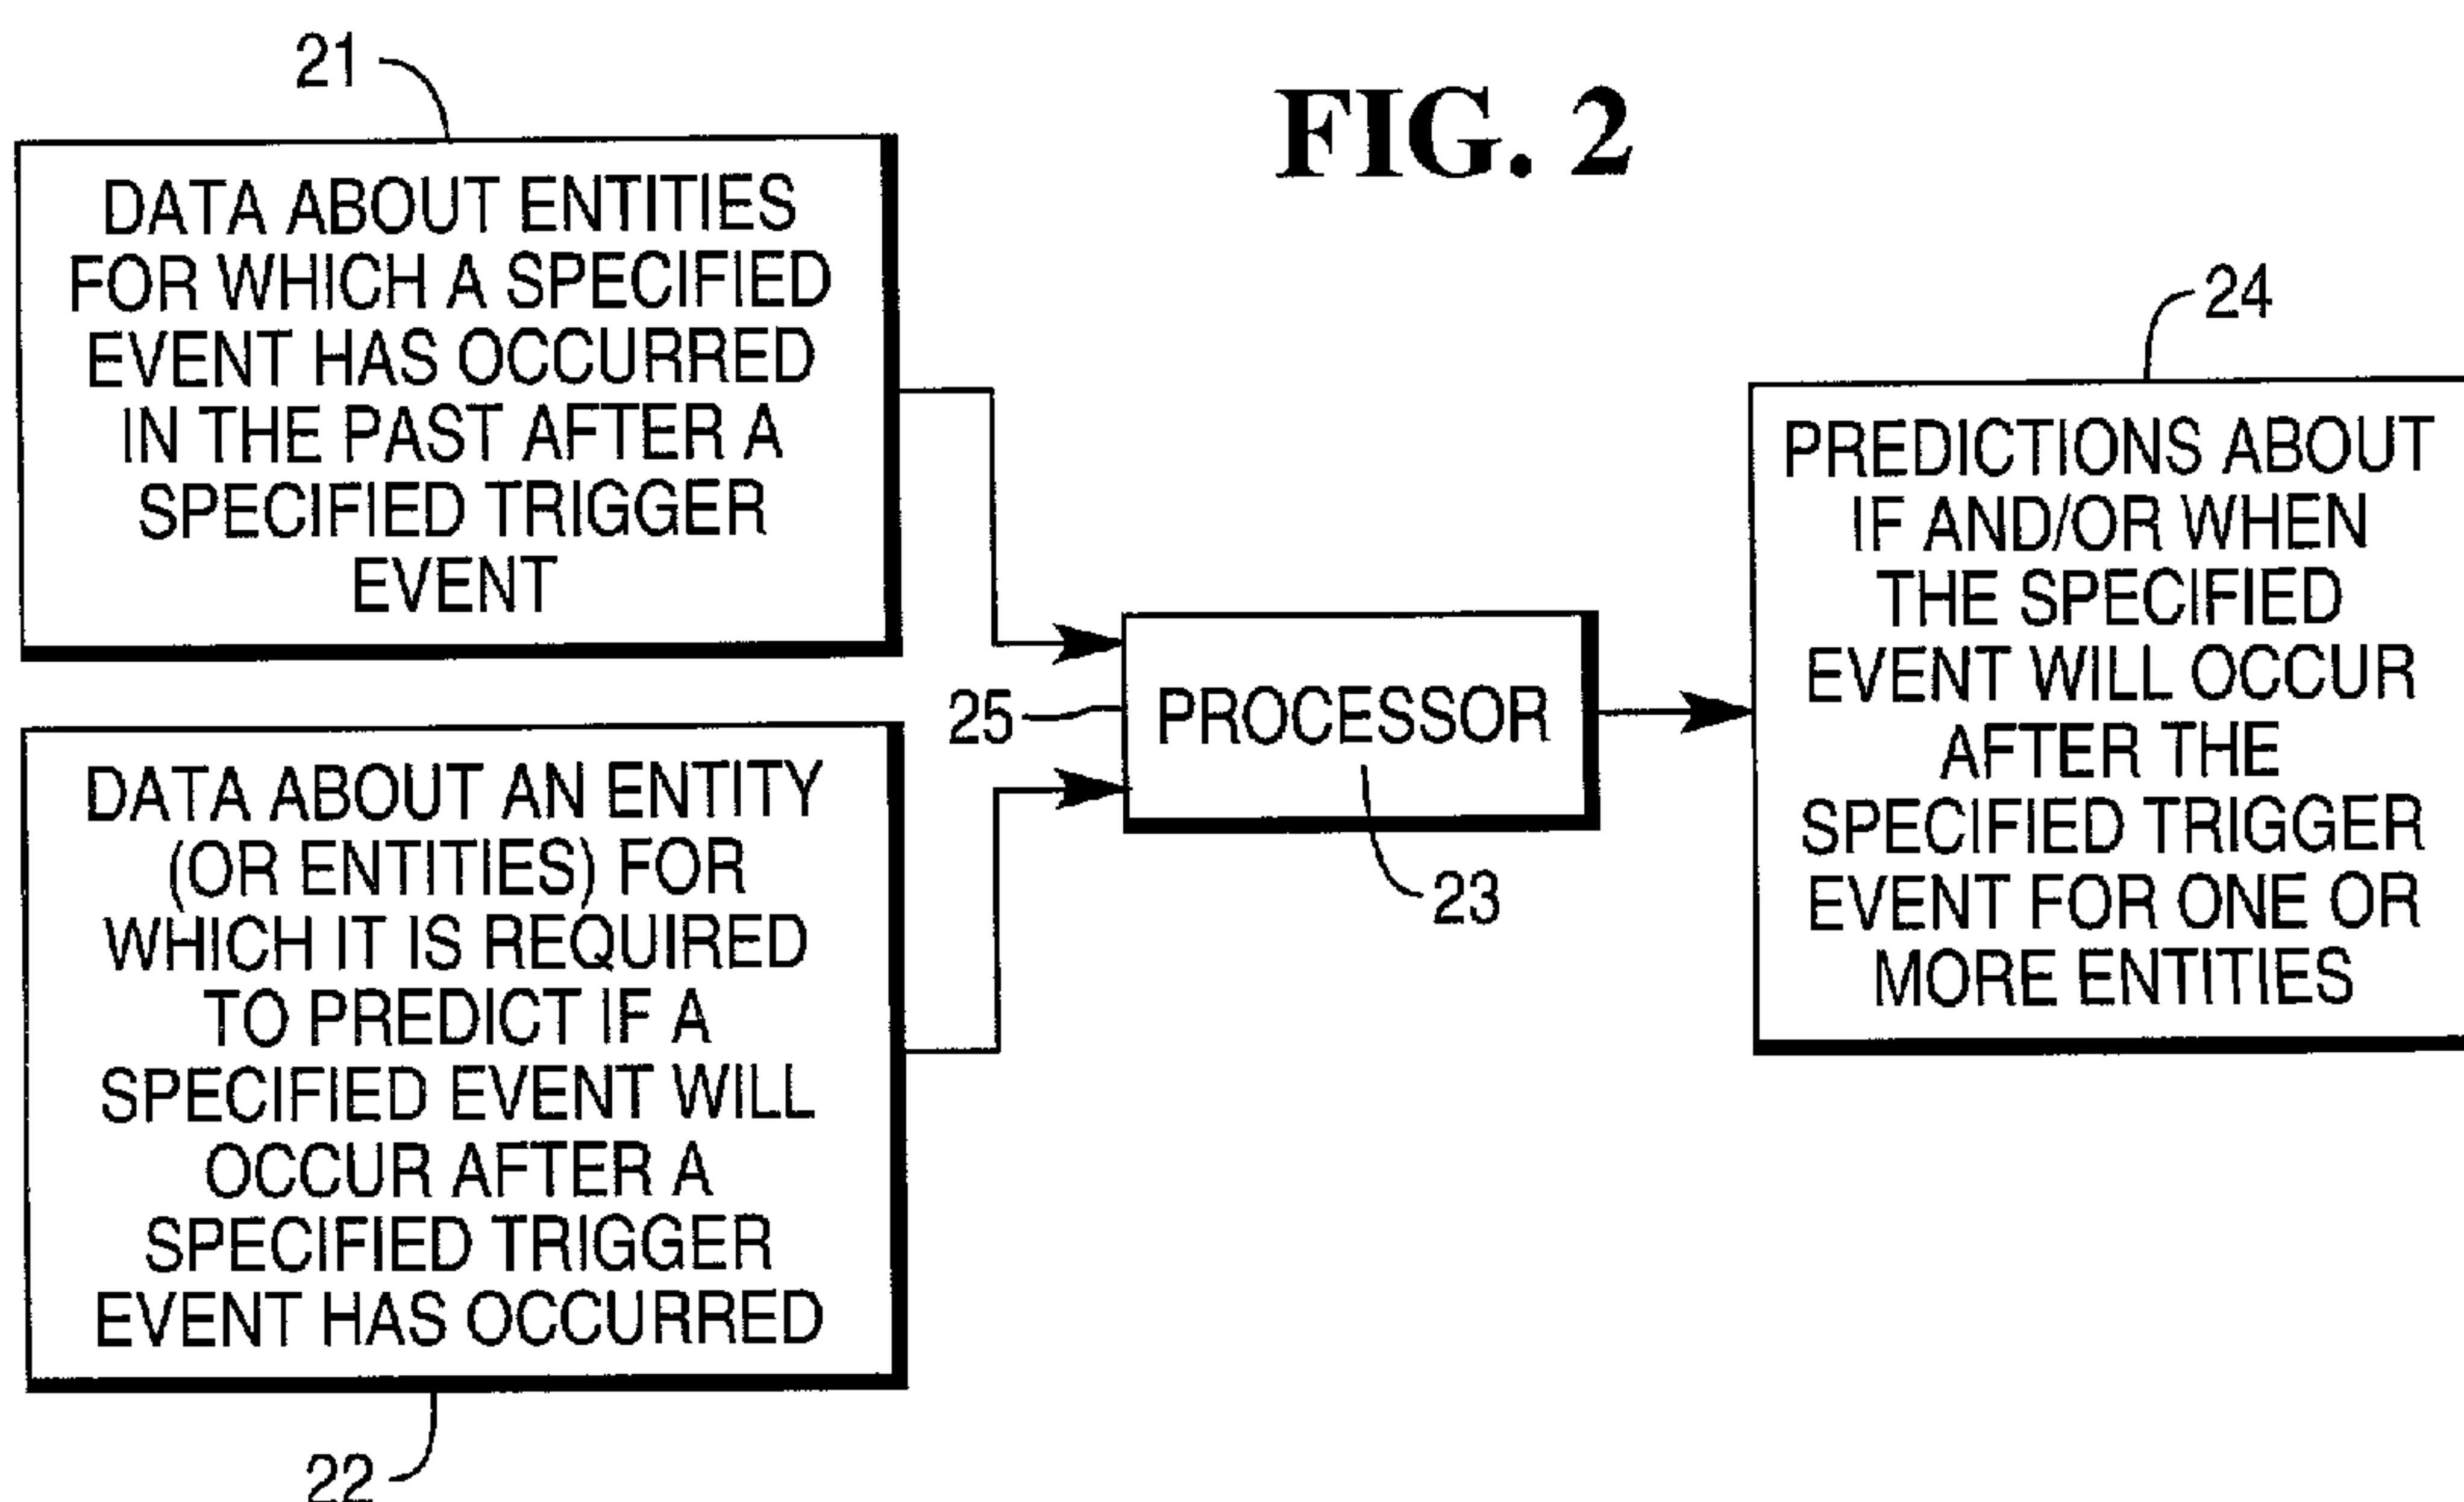 21
FIG. 2
DATA ABOUT ENTITIES
FOR WHICH A SPECIFIED
EVENT HAS OCCURRED
IN THE PAST AFTER A
SPECIFIED TRIGGER
EVENT
DATA ABOUT AN ENTITY
(OR ENTITIES) FOR
WHICH IT IS REQUIRED
TO PREDICT IF A
SPECIFIED EVENT WILL
OCCUR AFTER A
SPECIFIED TRIGGER
EVENT HAS OCCURRED
22
25
PROCESSOR
23
24
PREDICTIONS ABOUT
IF AND/OR WHEN
THE SPECIFIED
EVENT WILL OCCUR
AFTER THE
SPECIFIED TRIGGER
EVENT FOR ONE OR
MORE ENTITIES